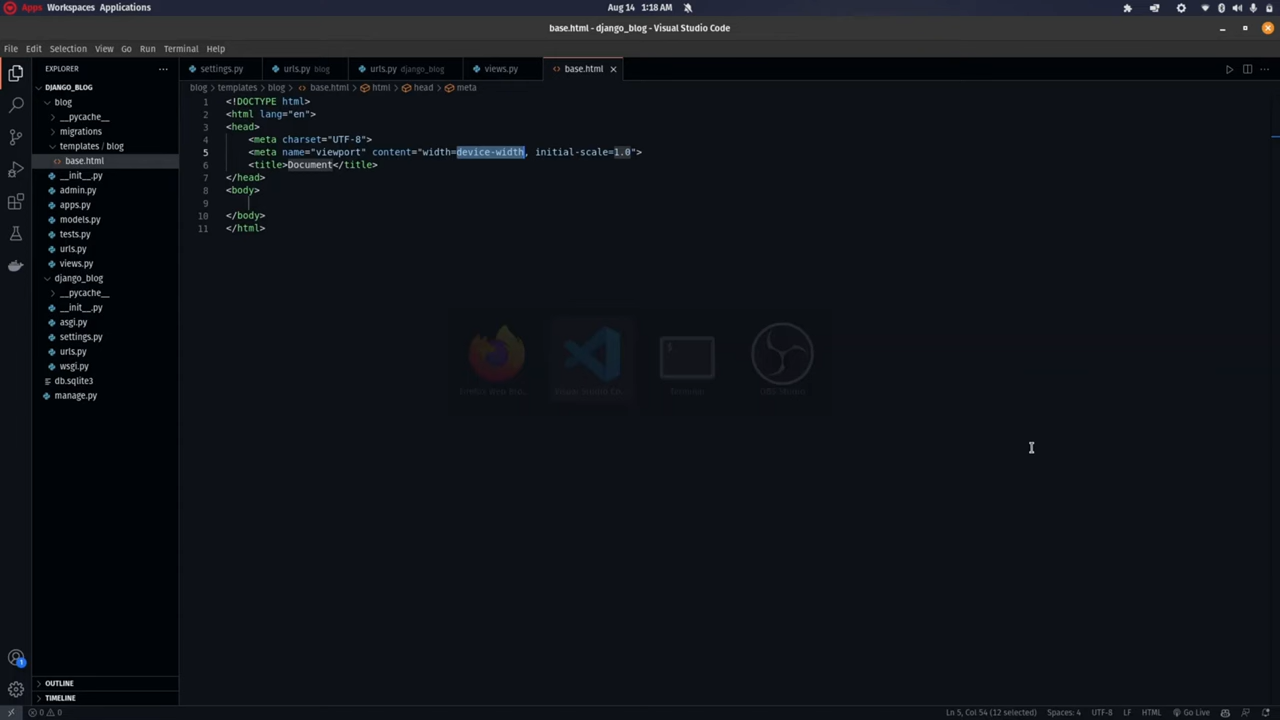 Apps Workspaces Applications
Aug 14 1:18 AM
base.html - django_blog - Visual Studio Code
File Edit Selection View Go Run Terminal Help
EXPLORER
settings.py
urls.py blog
urls.py django_blog
views.py
base.html
DJANGO_BLOG
blog > templates > blog > base.html > html > head > meta
blog
__pycache__
migrations
templates / blog
base.html
__init__.py
admin.py
apps.py
models.py
tests.py
urls.py
views.py
django_blog
__pycache__
__init__.py
asgi.py
settings.py
urls.py
wsgi.py
db.sqlite3
manage.py
1 <!DOCTYPE html>
2 <html lang="en">
3 <head>
4 <meta charset="UTF-8">
5 <meta name="viewport" content="width=device-width, initial-scale=1.0">
6 <title>Document</title>
7 </head>
8 <body>
9
10 </body>
11 </html>
OUTLINE
TIMELINE
0 0
Ln 5, Col 54 (12 selected) Spaces: 4 UTF-8 LF HTML Go Live